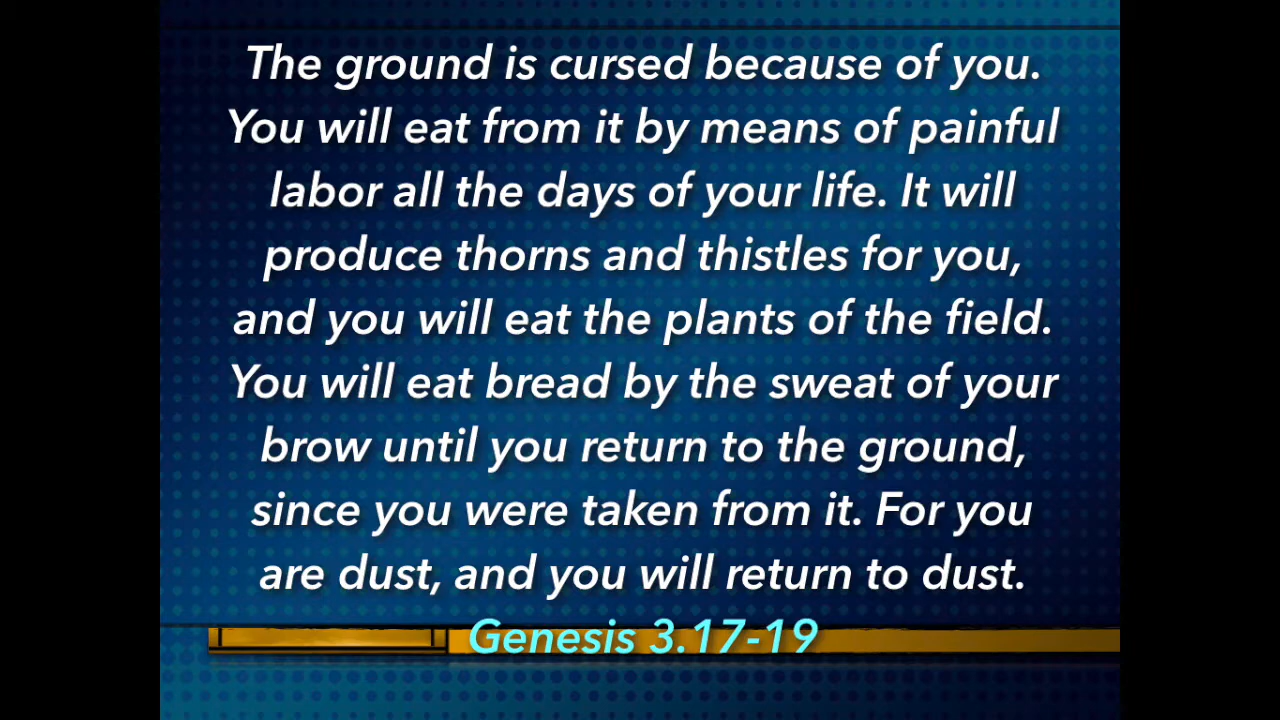 The ground is cursed because of you.
You will eat from it by means of painful
labor all the days of your life. It will
produce thorns and thistles for you,
and you will eat the plants of the field.
You will eat bread by the sweat of your
brow until you return to the ground,
since you were taken from it. For you
are dust, and you will return to dust.
Genesis 3.17-19